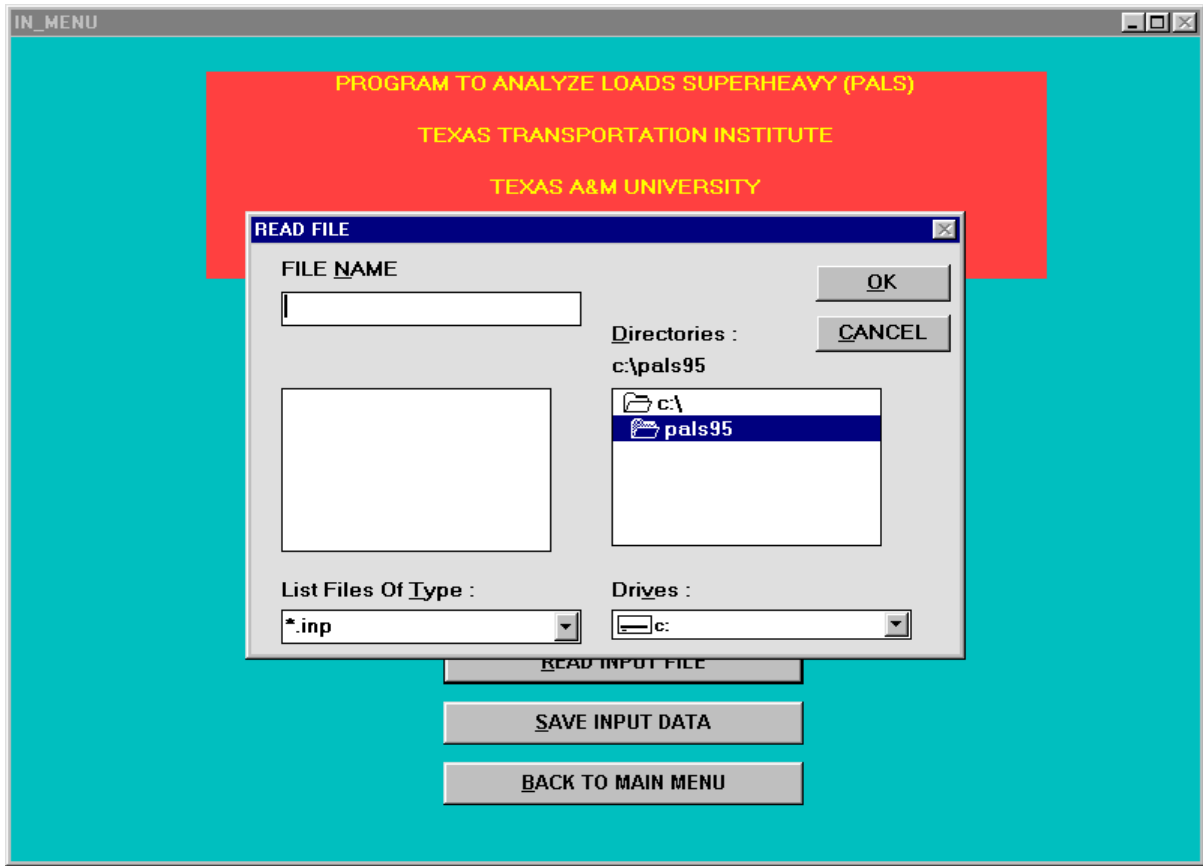 IN_MENU
PROGRAM TO ANALYZE LOADS SUPERHEAVY (PALS)
TEXAS TRANSPORTATION INSTITUTE
TEXAS A&M UNIVERSITY
READ FILE
FILE NAME
OK
Directories :
CANCEL
c:\pals95
c:\
pals95
List Files Of Type :
Drives :
*.inp
c:
READ INPUT FILE
SAVE INPUT DATA
BACK TO MAIN MENU